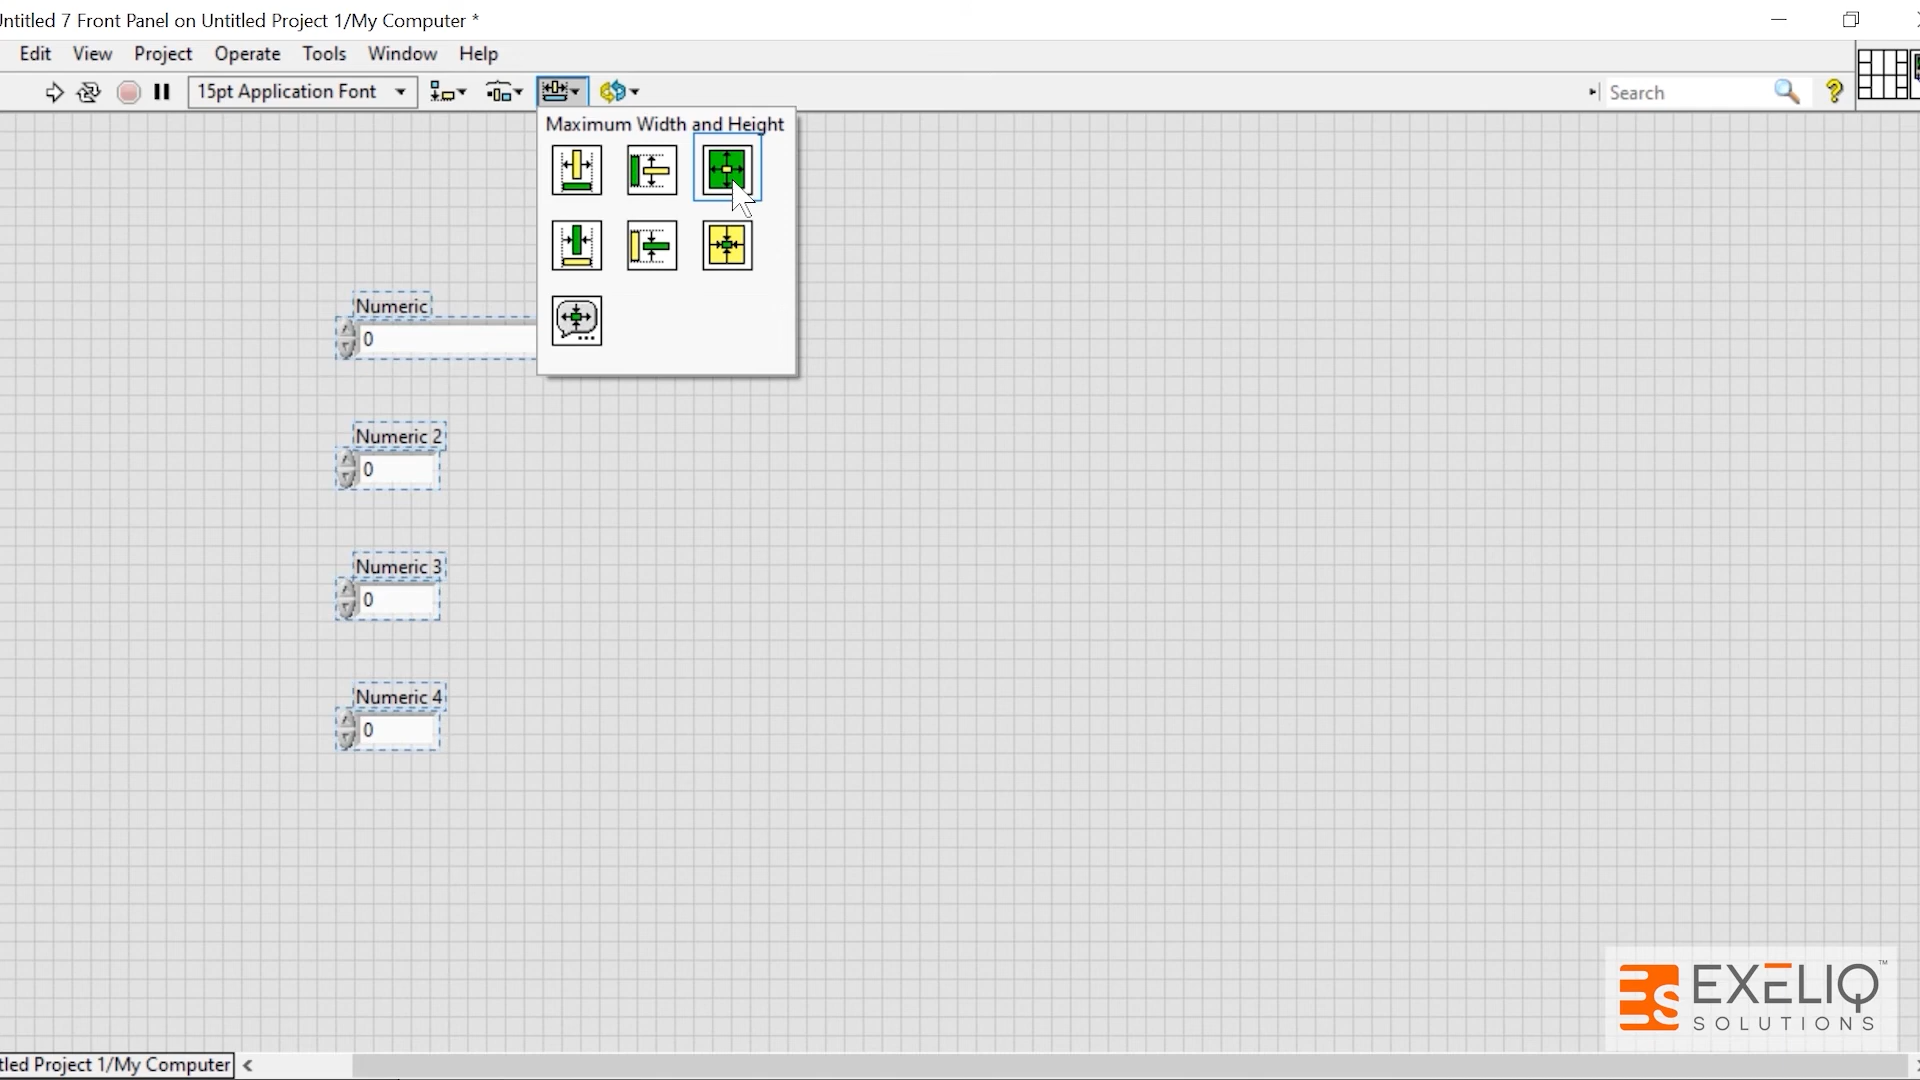 ntitled 7 Front Panel on Untitled Project 1/My Computer *
Edit View Project Operate Tools Window Help
15pt Application Font
Search
?
Maximum Width and Height
Numeric
0
Numeric 2
0
Numeric 3
0
Numeric 4
0
EXELIQ™
SOLUTIONS
tled Project 1/My Computer <